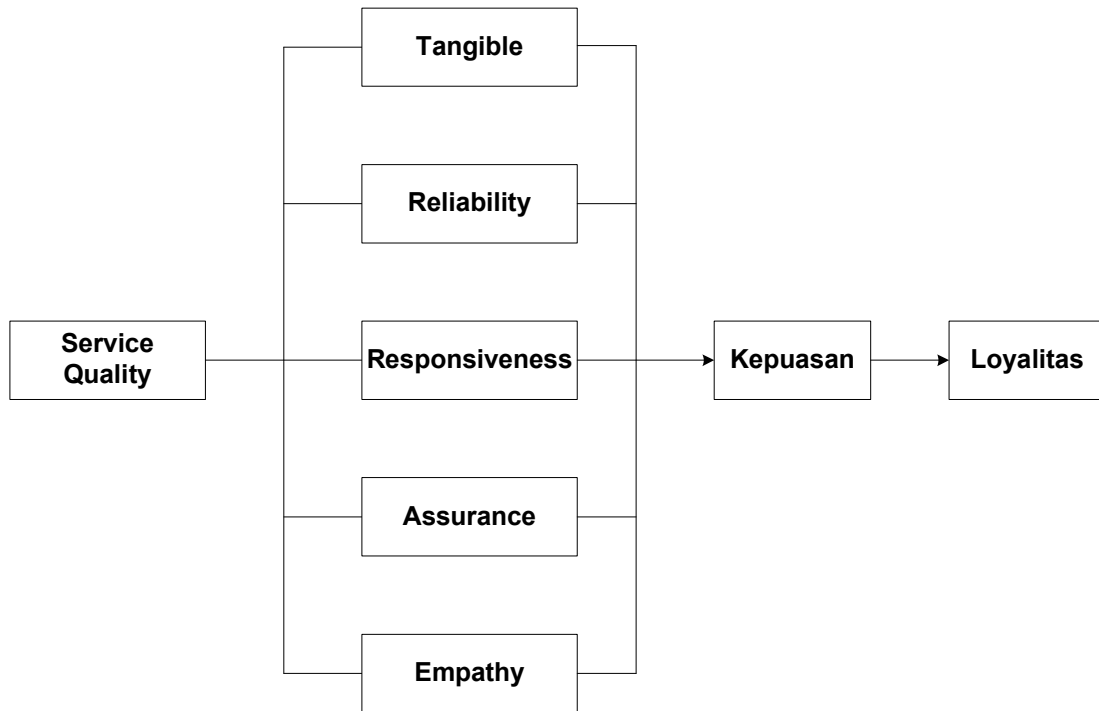 Tangible
Reliability
Service
Quality
Responsiveness
Kepuasan
Loyalitas
Assurance
Empathy